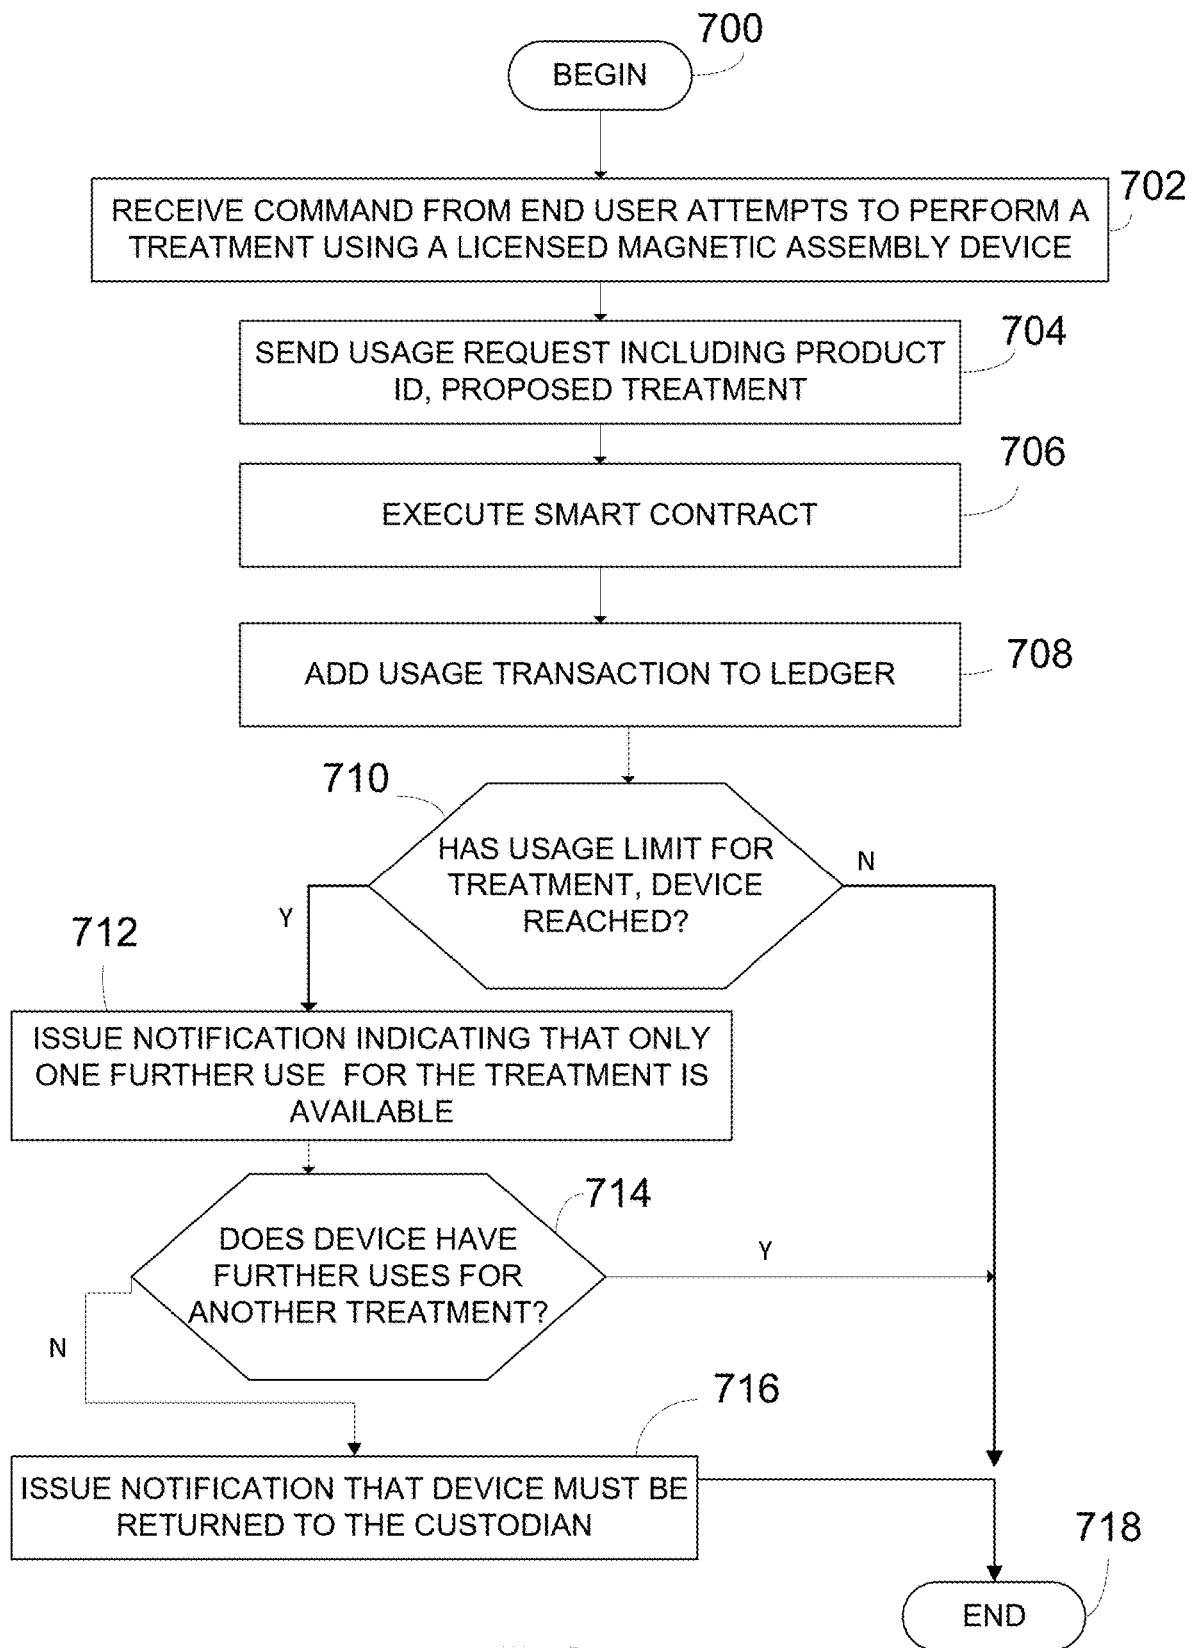 700
BEGIN
702
RECEIVE COMMAND FROM END USER ATTEMPTS TO PERFORM A
TREATMENT USING A LICENSED MAGNETIC ASSEMBLY DEVICE
704
SEND USAGE REQUEST INCLUDING PRODUCT
ID, PROPOSED TREATMENT
706
EXECUTE SMART CONTRACT
708
ADD USAGE TRANSACTION TO LEDGER
710
HAS USAGE LIMIT FOR
TREATMENT, DEVICE
REACHED?
N
Y
712
ISSUE NOTIFICATION INDICATING THAT ONLY
ONE FURTHER USE FOR THE TREATMENT IS
AVAILABLE
714
DOES DEVICE HAVE
FURTHER USES FOR
ANOTHER TREATMENT?
Y
N
716
ISSUE NOTIFICATION THAT DEVICE MUST BE
RETURNED TO THE CUSTODIAN
718
END